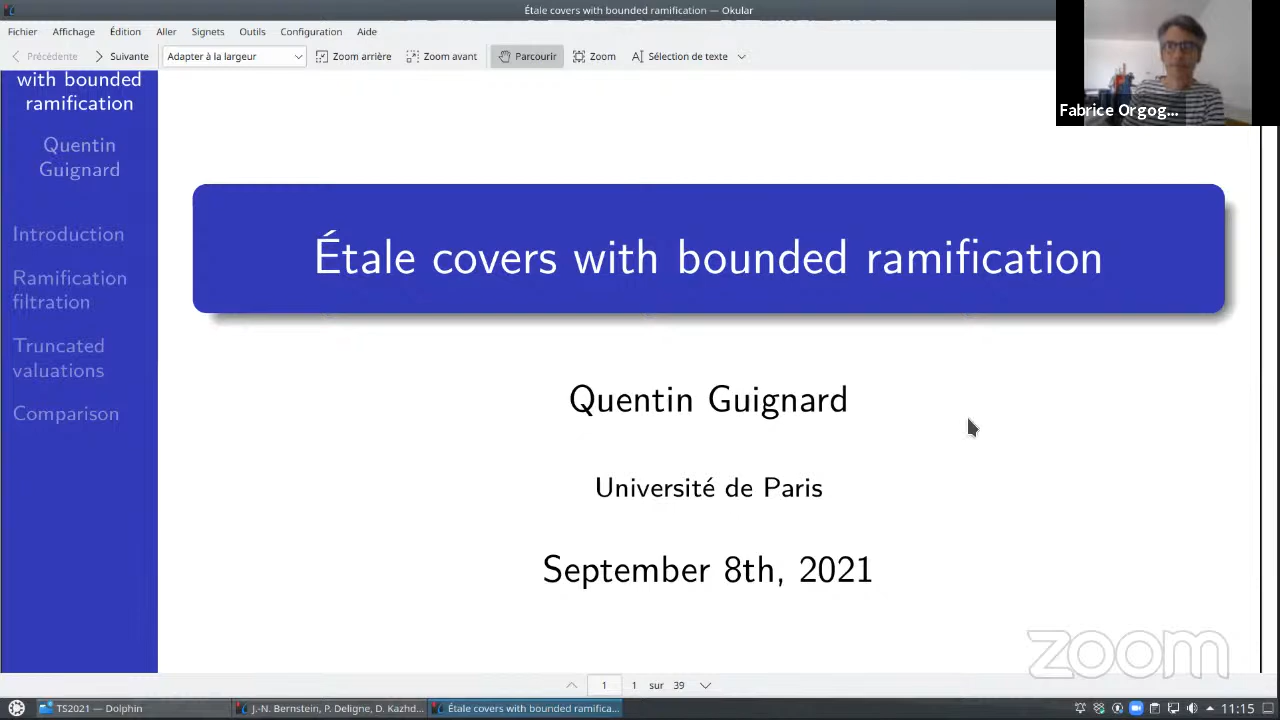 Étale covers with bounded ramification — Okular
Fichier Affichage Édition Aller Signets Outils Configuration Aide
Précédente Suivante Adapter à la largeur Zoom arrière Zoom avant Parcourir Zoom Sélection de texte
with bounded
ramification
Quentin
Guignard
Introduction
Ramification
filtration
Truncated
valuations
Comparison
Étale covers with bounded ramification
Quentin Guignard
Université de Paris
September 8th, 2021
Fabrice Orgog...
zoom
1 1 sur 39
TS2021 — Dolphin J.-N. Bernstein, P. Deligne, D. Kazhd... Étale covers with bounded ramifica... 11:15